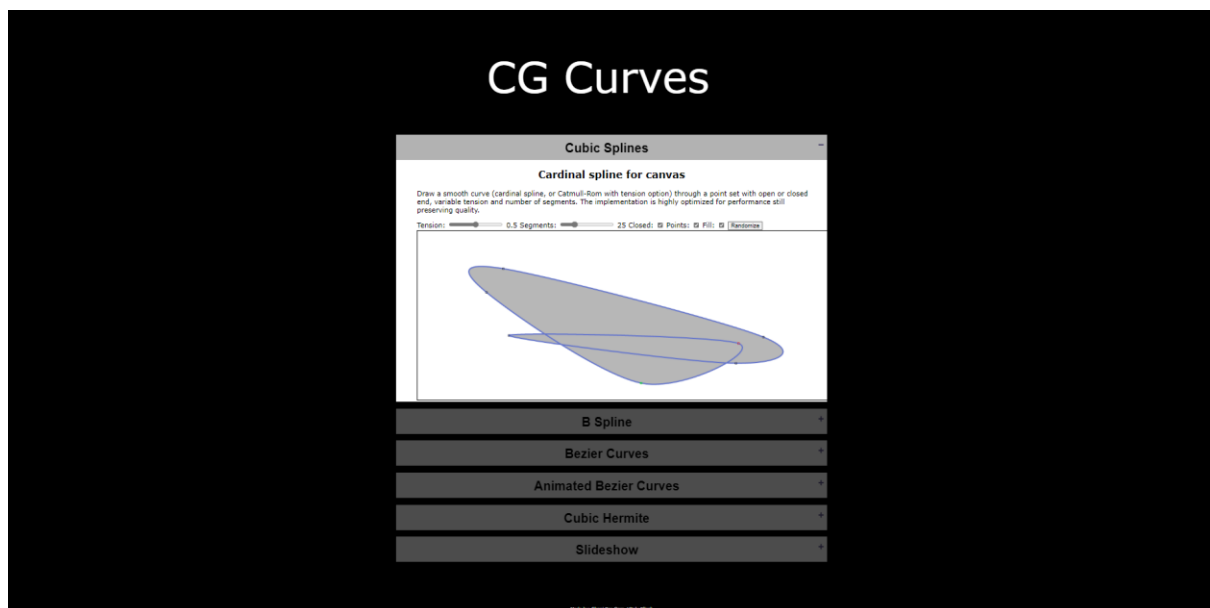 CG Curves
Cubic Splines −
Cardinal spline for canvas
Draw a smooth curve (cardinal spline, or Catmull-Rom with tension option) through a point set with open or closed
end, variable tension and number of segments. The implementation is highly optimized for performance still
preserving quality.
Tension: 0.5 Segments: 25 Closed: Points: Fill: Randomize
B Spline +
Bezier Curves +
Animated Bezier Curves +
Cubic Hermite +
Slideshow +